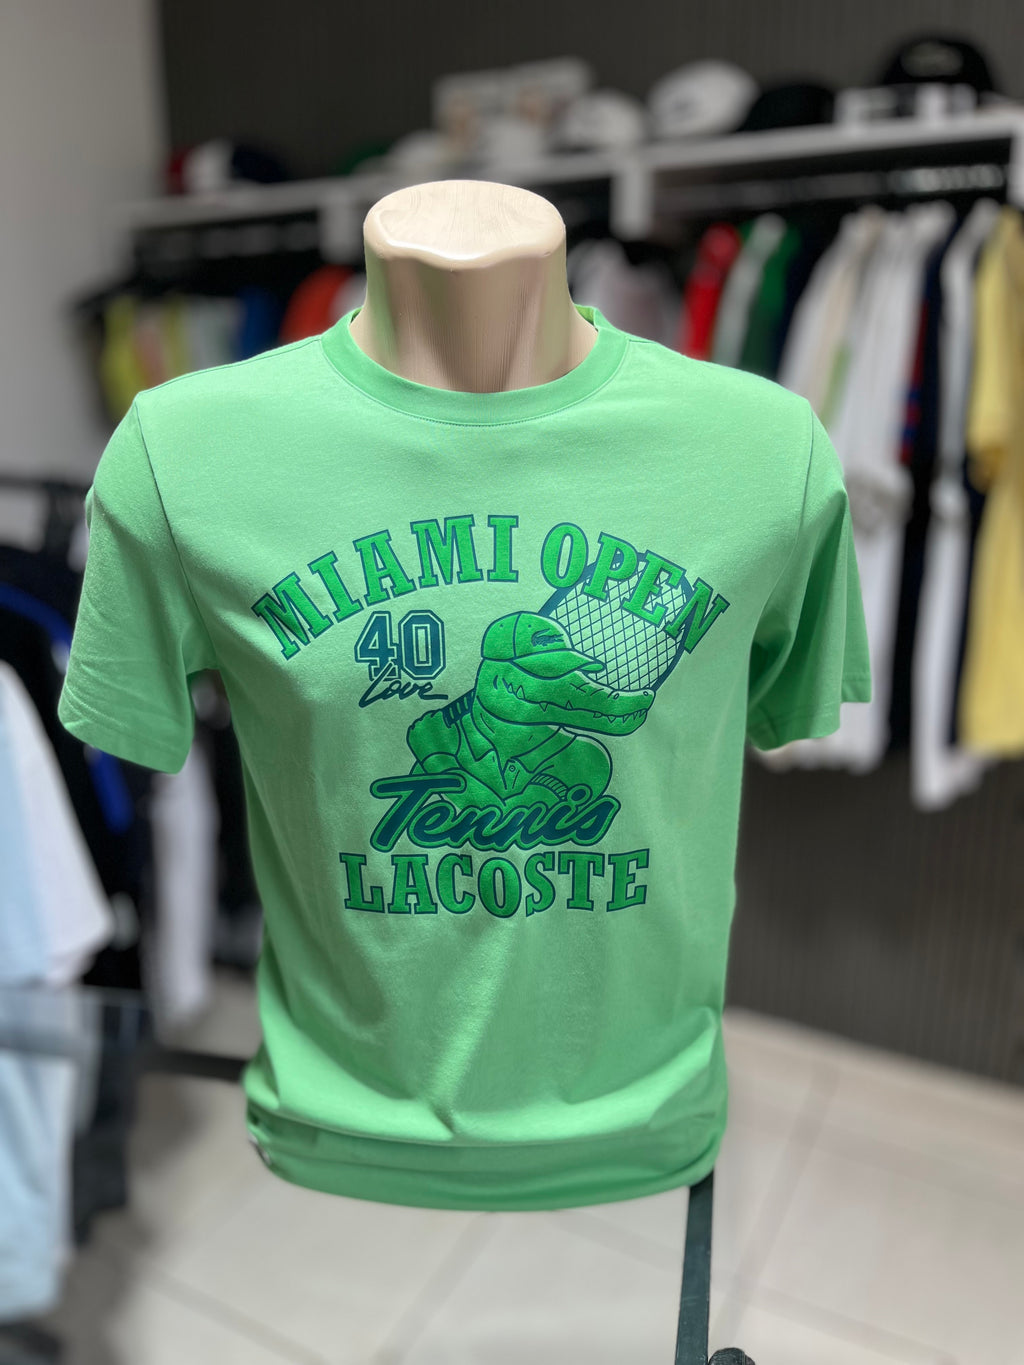 MIAMI OPEN
40
Love
Tennis
LACOSTE